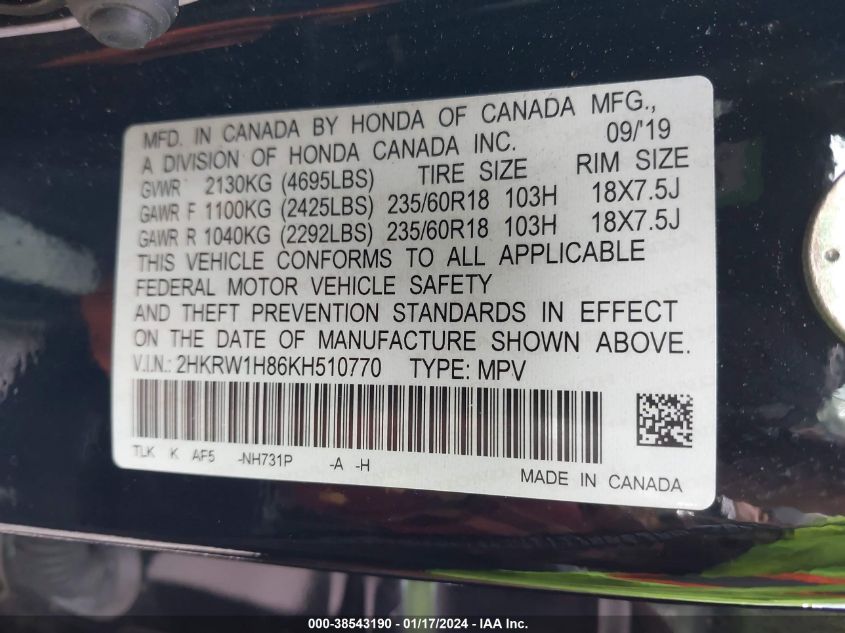 MFD. IN CANADA BY HONDA OF CANADA MFG.,
A DIVISION OF HONDA CANADA INC. 09/'19
GVWR 2130KG (4695LBS) TIRE SIZE RIM SIZE
GAWR F 1100KG (2425LBS) 235/60R18 103H 18X7.5J
GAWR R 1040KG (2292LBS) 235/60R18 103H 18X7.5J
THIS VEHICLE CONFORMS TO ALL APPLICABLE
FEDERAL MOTOR VEHICLE SAFETY
AND THEFT PREVENTION STANDARDS IN EFFECT
ON THE DATE OF MANUFACTURE SHOWN ABOVE.
V.I.N.: 2HKRW1H86KH510770 TYPE: MPV
TLK K AF5 -NH731P -A -H
MADE IN CANADA
000-38543190 - 01/17/2024 - IAA Inc.